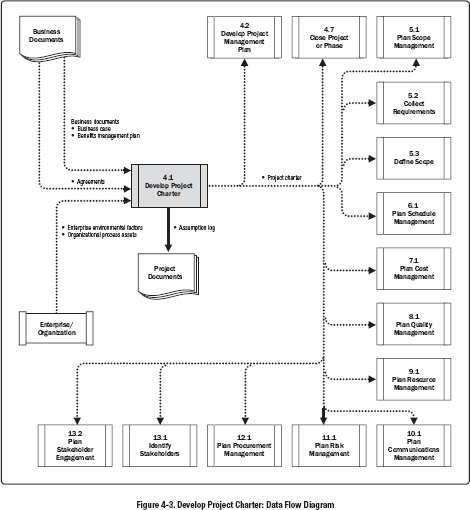 Business
Documents
4.2
Develop Project
Management
Plan
4.7
Close Project
or Phase
5.1
Plan Scope
Management
5.2
Collect
Requirements
Business documents
• Business case
• Benefits management plan
5.3
Define Scope
4.1
Develop Project
Charter
• Agreements
• Project charter
6.1
Plan Schedule
Management
• Enterprise environmental factors
• Organizational process assets
• Assumption log
Project
Documents
7.1
Plan Cost
Management
Enterprise/
Organization
8.1
Plan Quality
Management
9.1
Plan Resource
Management
13.2
Plan
Stakeholder
Engagement
13.1
Identify
Stakeholders
12.1
Plan Procurement
Management
11.1
Plan Risk
Management
10.1
Plan
Communications
Management
Figure 4-3. Develop Project Charter: Data Flow Diagram